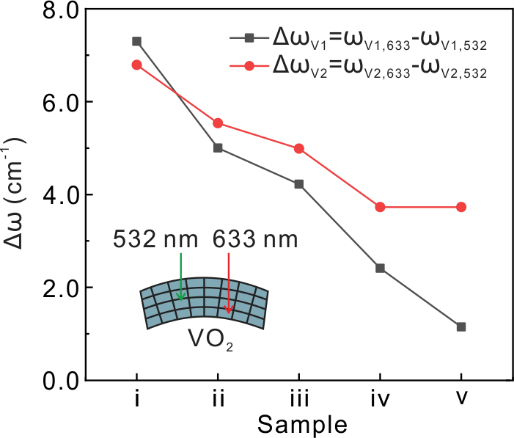 8.0
6.0
4.0
2.0
0.0
Δω (cm⁻¹)
Δω_V1=ω_V1,633-ω_V1,532
Δω_V2=ω_V2,633-ω_V2,532
532 nm 633 nm
VO₂
i ii iii iv v
Sample